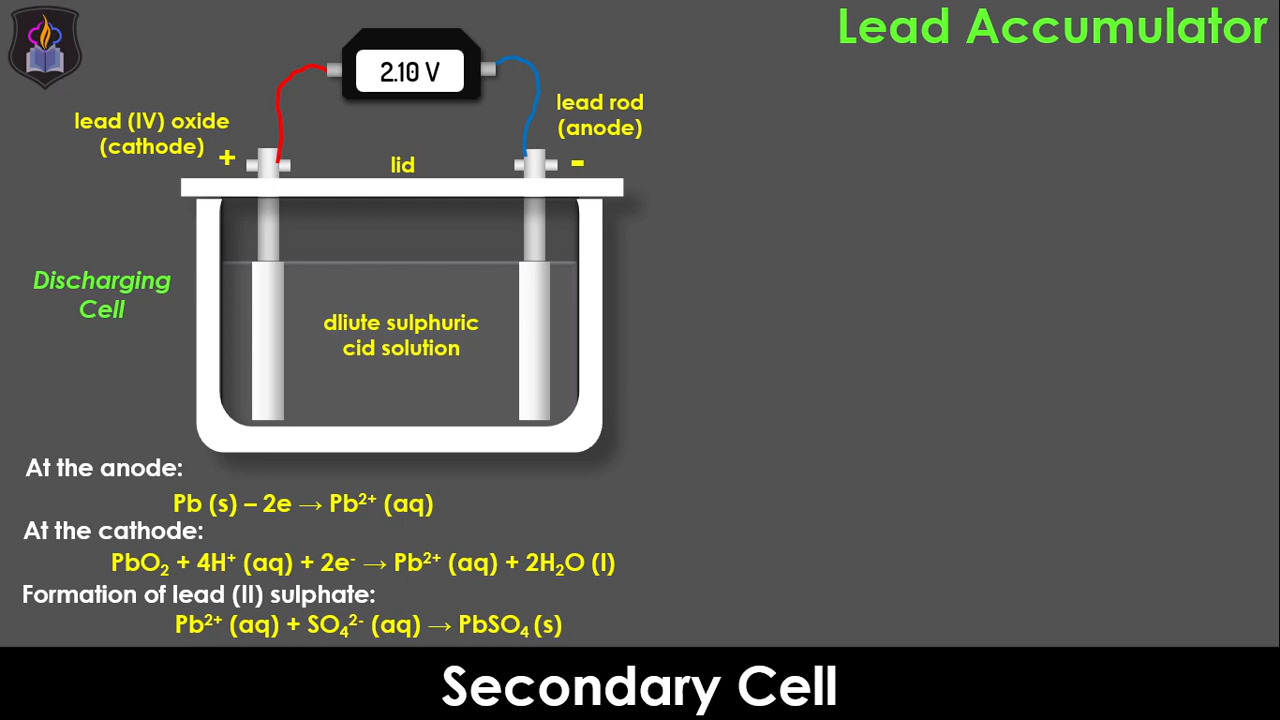 Lead Accumulator
2.10 V
lead (IV) oxide
(cathode)
+
lid
lead rod
(anode)
-
Discharging
Cell
dliute sulphuric
cid solution
At the anode:
Pb (s) – 2e → Pb²⁺ (aq)
At the cathode:
PbO₂ + 4H⁺ (aq) + 2e⁻ → Pb²⁺ (aq) + 2H₂O (l)
Formation of lead (II) sulphate:
Pb²⁺ (aq) + SO₄²⁻ (aq) → PbSO₄ (s)
Secondary Cell